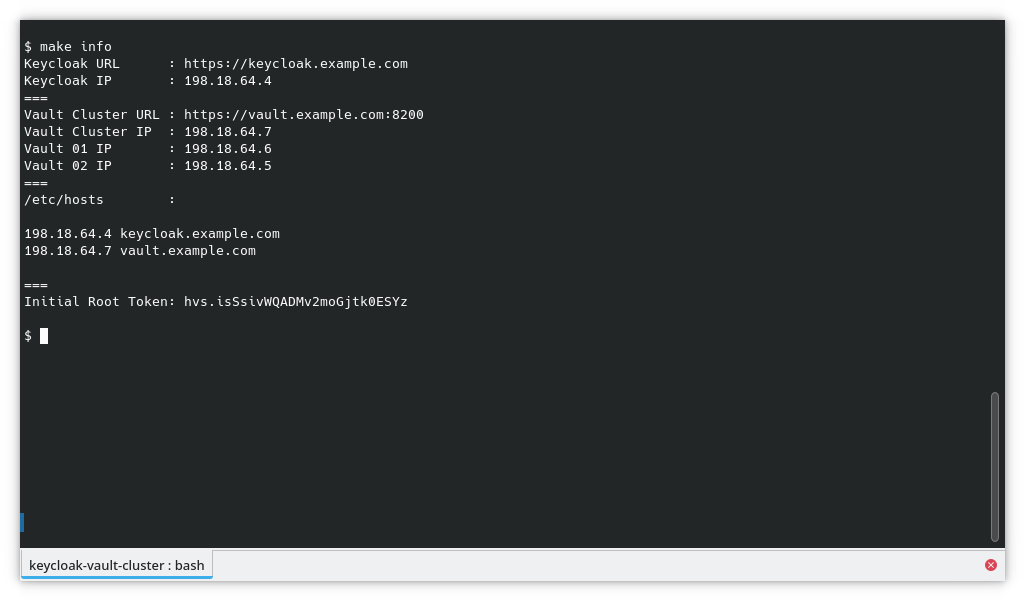 $ make info
Keycloak URL      : https://keycloak.example.com
Keycloak IP       : 198.18.64.4
===
Vault Cluster URL : https://vault.example.com:8200
Vault Cluster IP  : 198.18.64.7
Vault 01 IP       : 198.18.64.6
Vault 02 IP       : 198.18.64.5
===
/etc/hosts        :
198.18.64.4 keycloak.example.com
198.18.64.7 vault.example.com
===
Initial Root Token: hvs.isSsivWQADMv2moGjtk0ESYz
$
keycloak-vault-cluster : bash